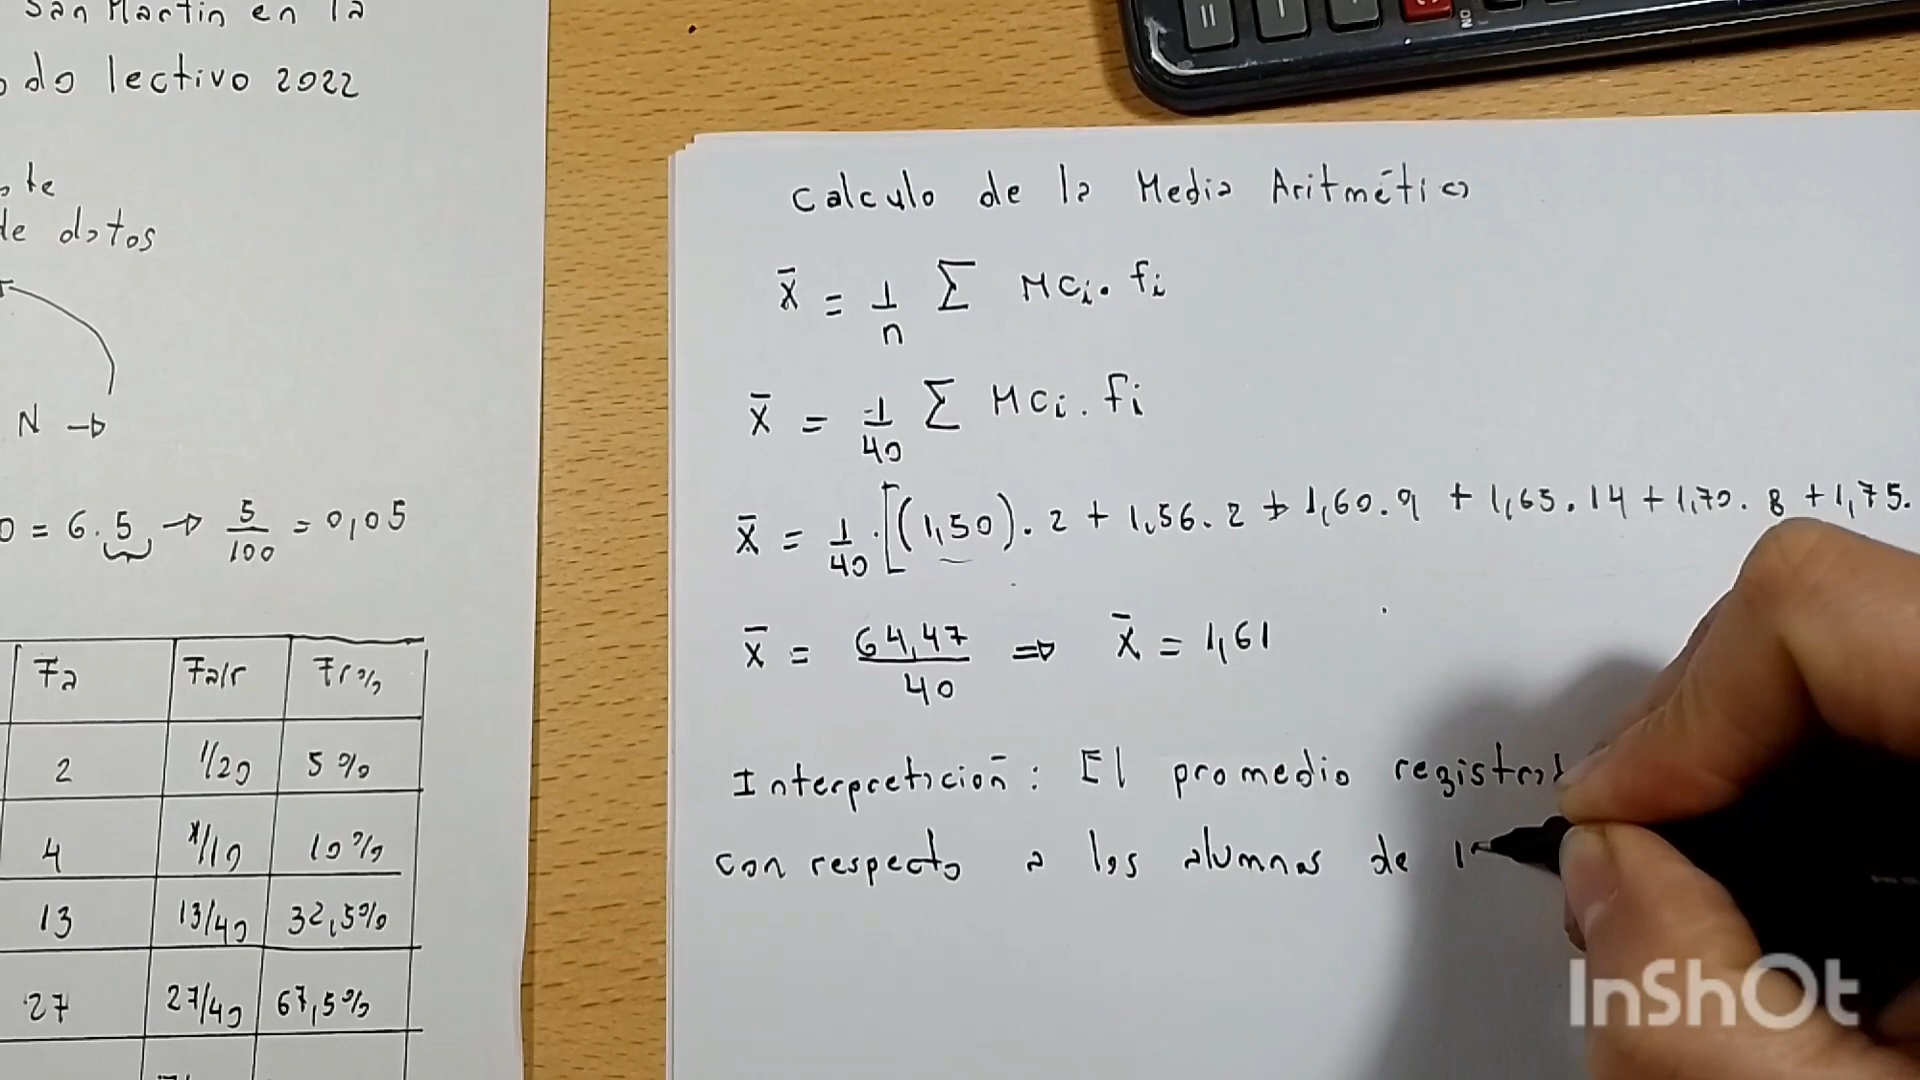 San Martin en la
odo lectivo 2022
te
de datos
N →
0 = 6.5 → 5/100 = 0,05
Fa Fa/r Fr%
2 1/20 5%
4 1/10 10%
13 13/40 32,5%
27 27/40 67,5%
Calculo de la Media Aritmética
x̄ = 1/n Σ Mci. fi
x̄ = 1/40 Σ Mci. fi
x̄ = 1/40 . [(1,50). 2 + 1,56. 2 + 1,60. 9 + 1,65. 14 + 1,70. 8 + 1,75.
x̄ = 64,47/40 ⇒ x̄ = 1,61
Interpretación: El promedio registrad
con respecto a los alumnos de
InShOt